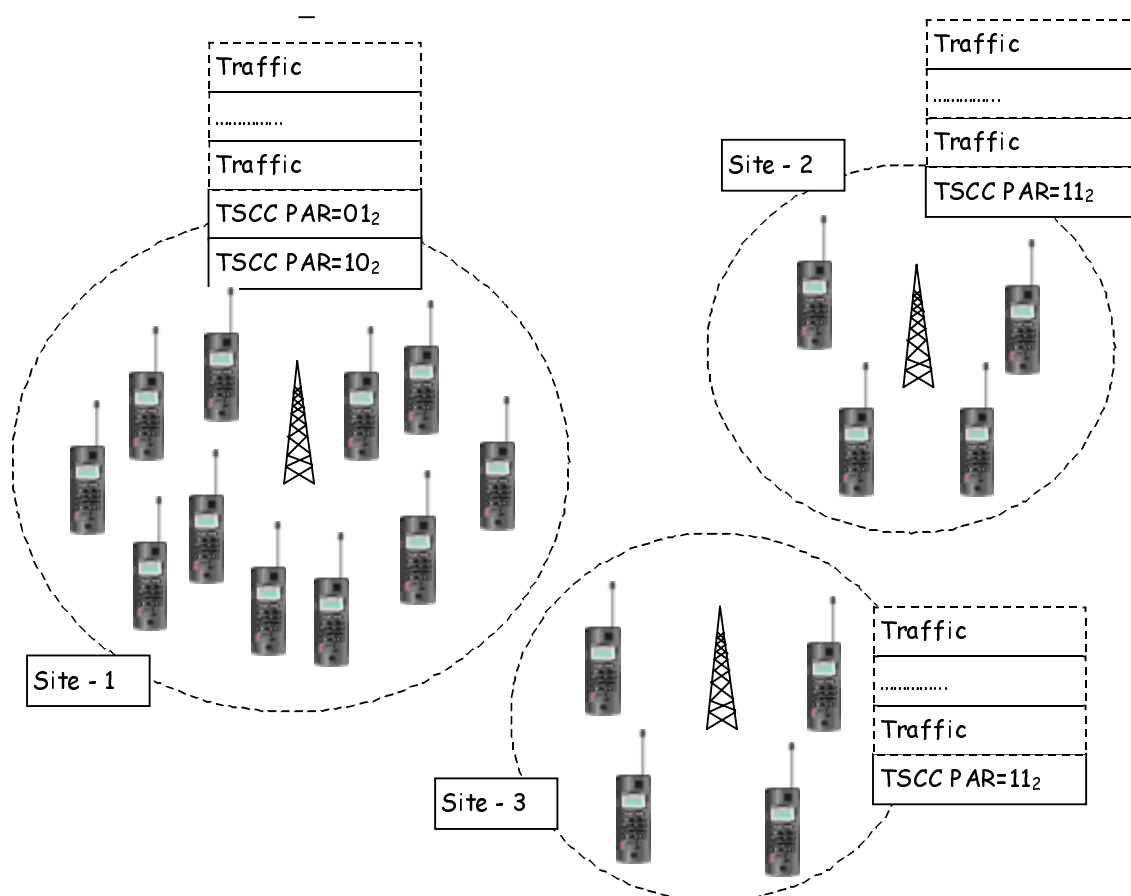 Traffic
……………
Traffic
TSCC PAR=01₂
TSCC PAR=10₂
Site - 1
Site - 2
Traffic
……………
Traffic
TSCC PAR=11₂
Site - 3
Traffic
……………
Traffic
TSCC PAR=11₂